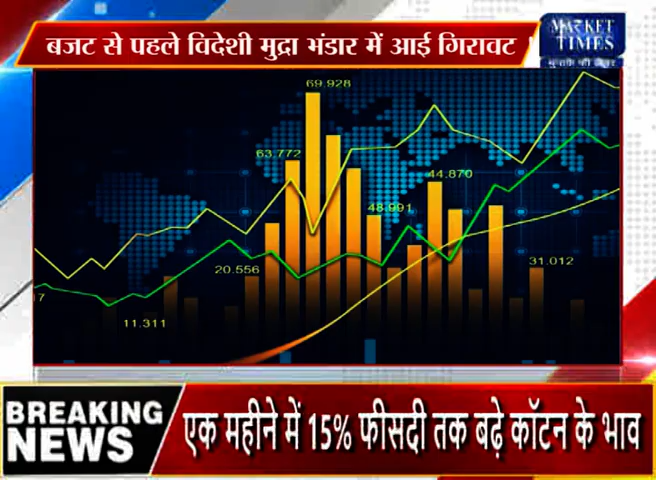 बजट से पहले विदेशी मुद्रा भंडार में आई गिरावट
MARKET
TIMES
69.928
63.772
44.870
48.991
20.556
31.012
17
11.311
BREAKING
NEWS
एक महीने में 15% फीसदी तक बढ़े कॉटन के भाव